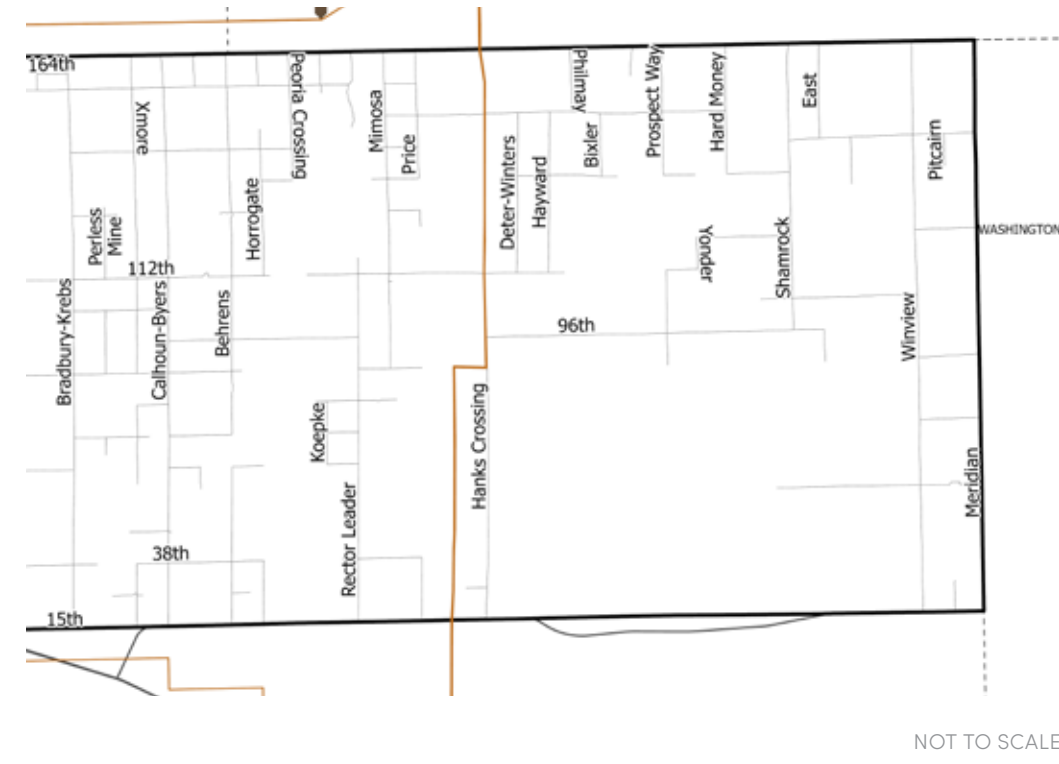 164th
Xmore
Peoria Crossing
Mimosa
Price
Philmay
Bixler
Prospect Way
Hard Money
East
Pitcairn
Deter-Winters
Hayward
Horrogate
Perless
Mine
112th
Yonder
Shamrock
WASHINGTON
Bradbury-Krebs
Calhoun-Byers
Behrens
96th
Winview
Koepke
Hanks Crossing
Rector Leader
Meridian
38th
15th
NOT TO SCALE